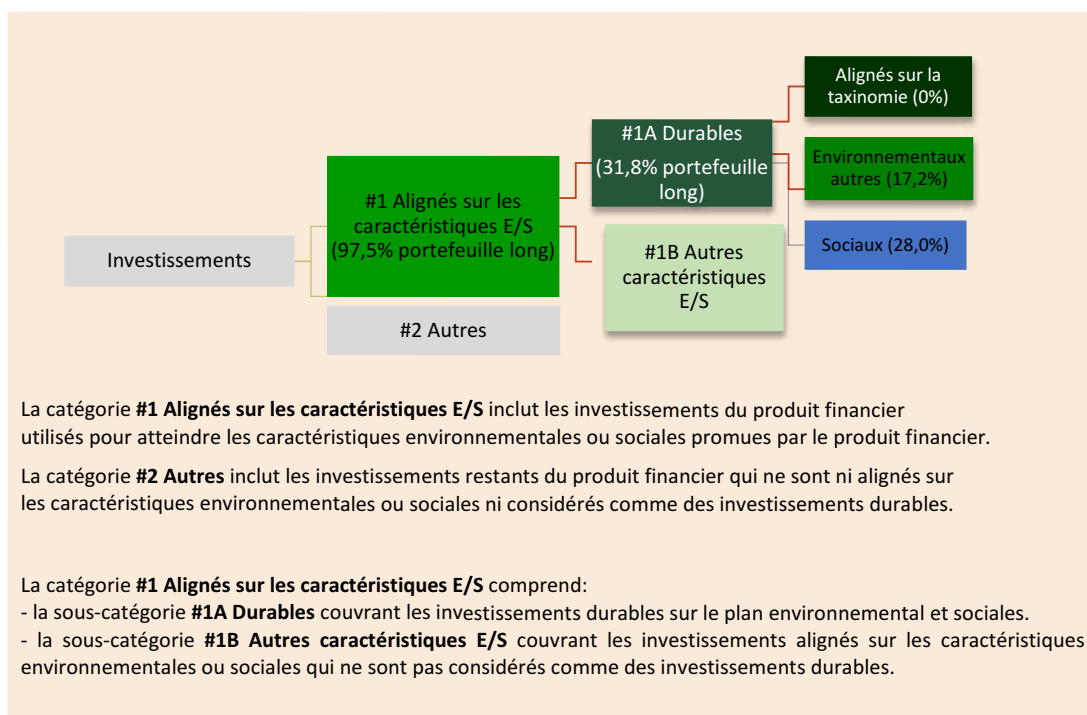 Investissements
#1 Alignés sur les
caractéristiques E/S
(97,5% portefeuille long)
#2 Autres
#1A Durables
(31,8% portefeuille
long)
#1B Autres
caractéristiques
E/S
Alignés sur la
taxinomie (0%)
Environnementaux
autres (17,2%)
Sociaux (28,0%)
La catégorie #1 Alignés sur les caractéristiques E/S inclut les investissements du produit financier
utilisés pour atteindre les caractéristiques environnementales ou sociales promues par le produit financier.
La catégorie #2 Autres inclut les investissements restants du produit financier qui ne sont ni alignés sur
les caractéristiques environnementales ou sociales ni considérés comme des investissements durables.
La catégorie #1 Alignés sur les caractéristiques E/S comprend:
- la sous-catégorie #1A Durables couvrant les investissements durables sur le plan environnemental et sociales.
- la sous-catégorie #1B Autres caractéristiques E/S couvrant les investissements alignés sur les caractéristiques
environnementales ou sociales qui ne sont pas considérés comme des investissements durables.